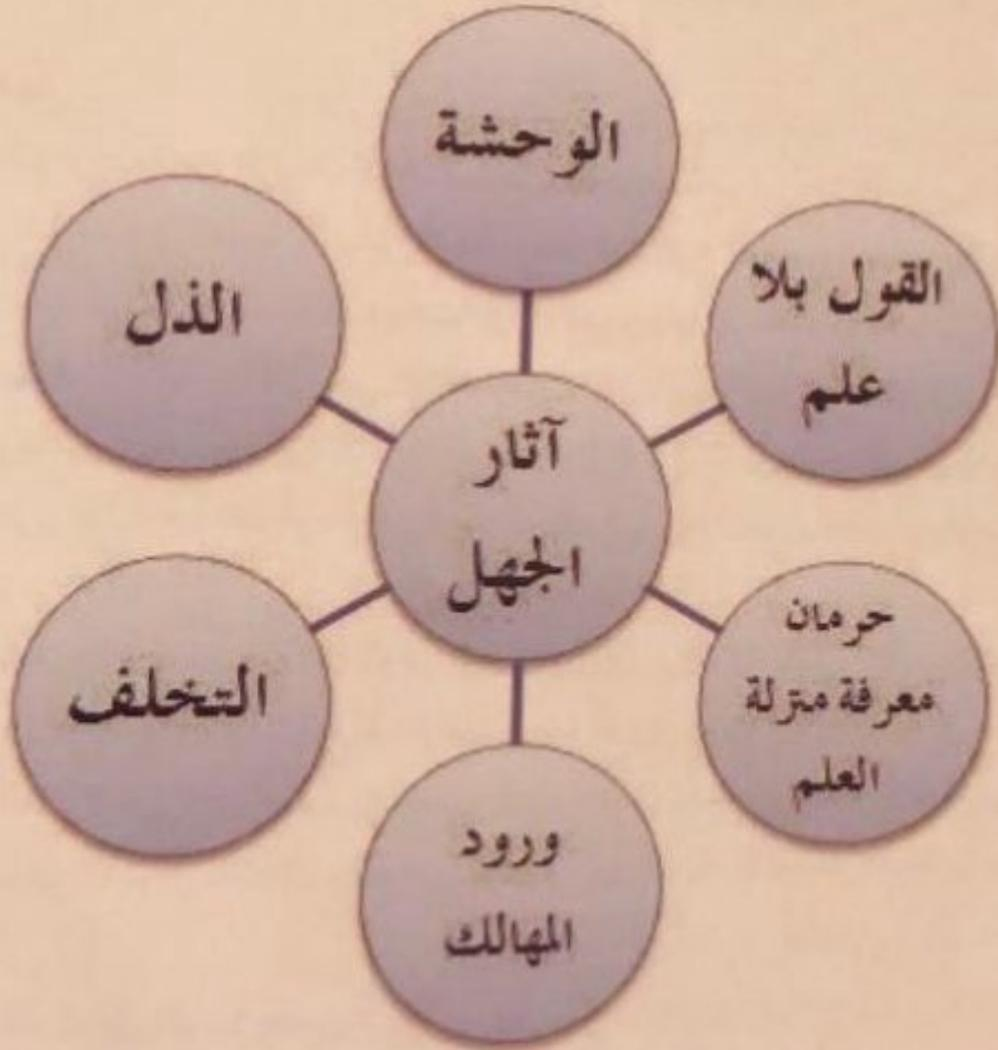 الوحشة
القول بلا
علم
الذل
آثار
الجهل
حرمان
معرفة منزلة
العلم
التخلف
ورود
المهالك